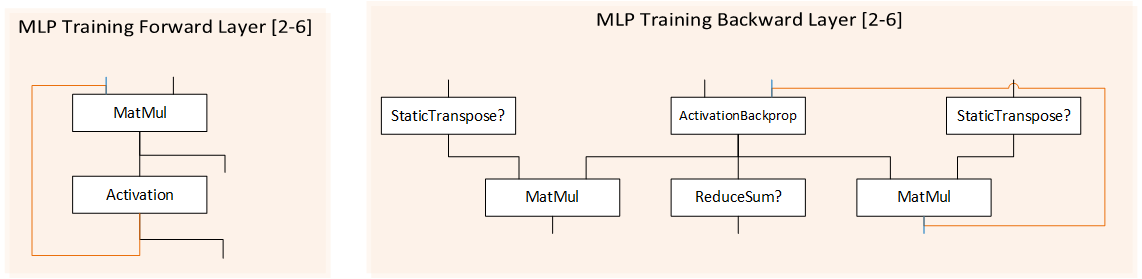 MLP Training Forward Layer [2-6]
MatMul
Activation
MLP Training Backward Layer [2-6]
StaticTranspose?
ActivationBackprop
StaticTranspose?
MatMul
ReduceSum?
MatMul